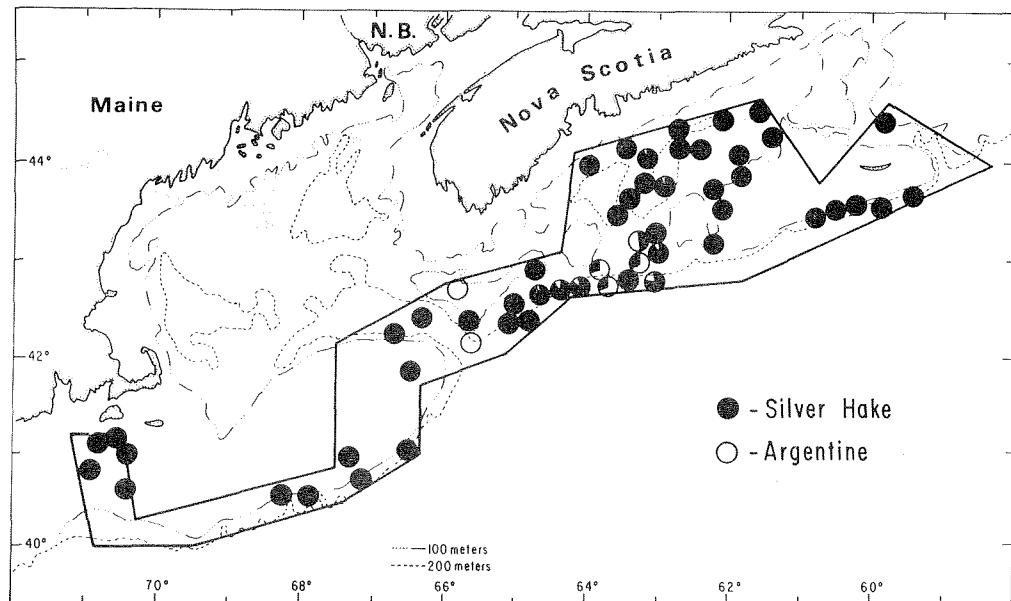 N.B.
Nova Scotia
Maine
44°
42°
40°
- Silver Hake
- Argentine
100 meters
200 meters
70° 68° 66° 64° 62° 60°